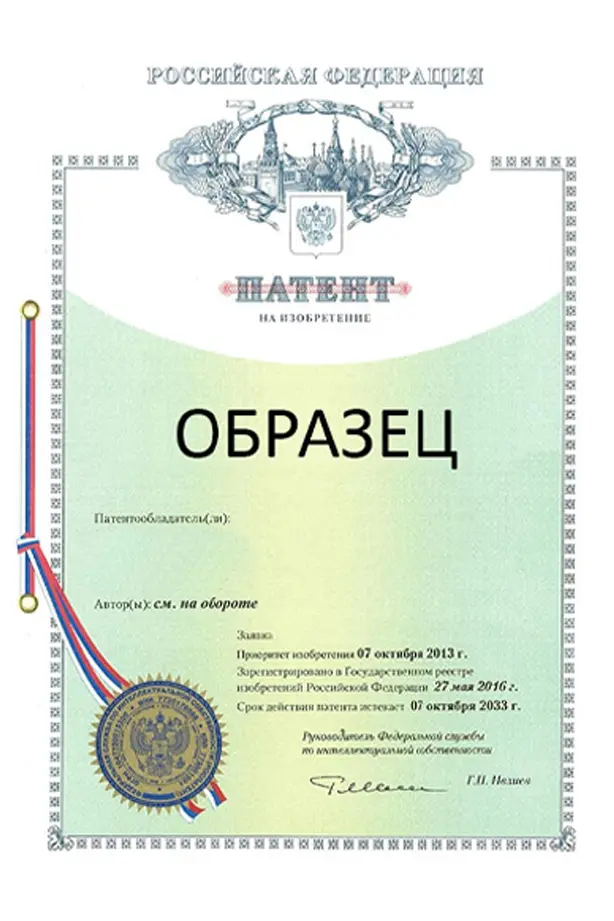 РОССИЙСКАЯ ФЕДЕРАЦИЯ
ПАТЕНТ
НА ИЗОБРЕТЕНИЕ
ОБРАЗЕЦ
Патентообладатель(ли):
Автор(ы): см. на обороте
Заявка
Приоритет изобретения 07 октября 2013 г.
Зарегистрировано в Государственном реестре
изобретений Российской Федерации 27 мая 2016 г.
Срок действия патента истекает 07 октября 2033 г.
Руководитель Федеральной службы
по интеллектуальной собственности
Г.П. Ивлиев